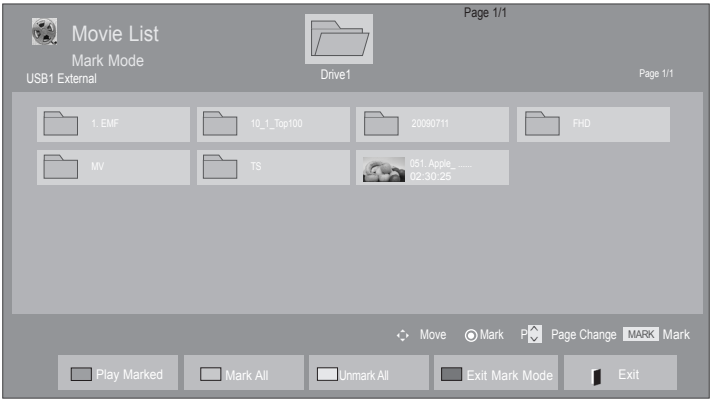 Page 1/1
Movie List
Mark Mode
USB1 External
Drive1
Page 1/1
1. EMF
10_1_Top100
20090711
FHD
MV
TS
051. Apple_ ......
02:30:25
Move
Mark
P
Page Change
MARK
Mark
Play Marked
Mark All
Unmark All
Exit Mark Mode
Exit